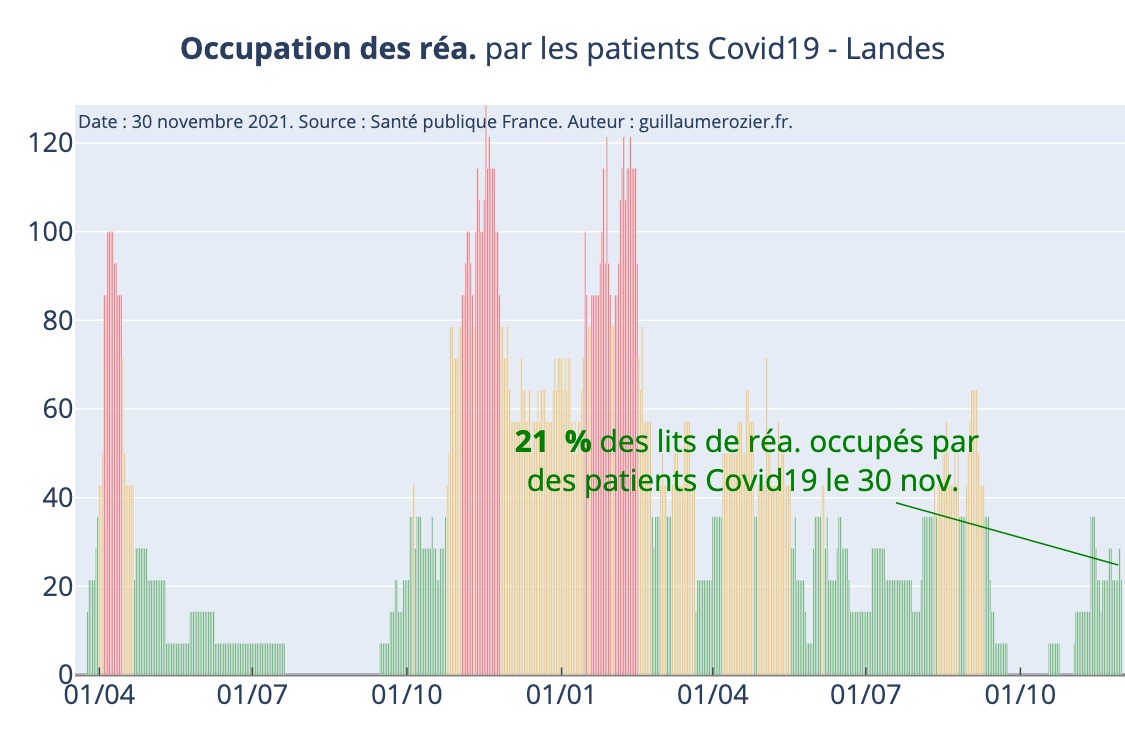 Occupation des réa. par les patients Covid19 - Landes
Date : 30 novembre 2021. Source : Santé publique France. Auteur : guillaumerozier.fr.
120
100
80
60
40
20
0
21 % des lits de réa. occupés par
des patients Covid19 le 30 nov.
01/04 01/07 01/10 01/01 01/04 01/07 01/10